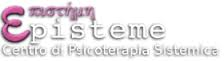 επιστήμη
Episteme
Centro di Psicoterapia Sistemica